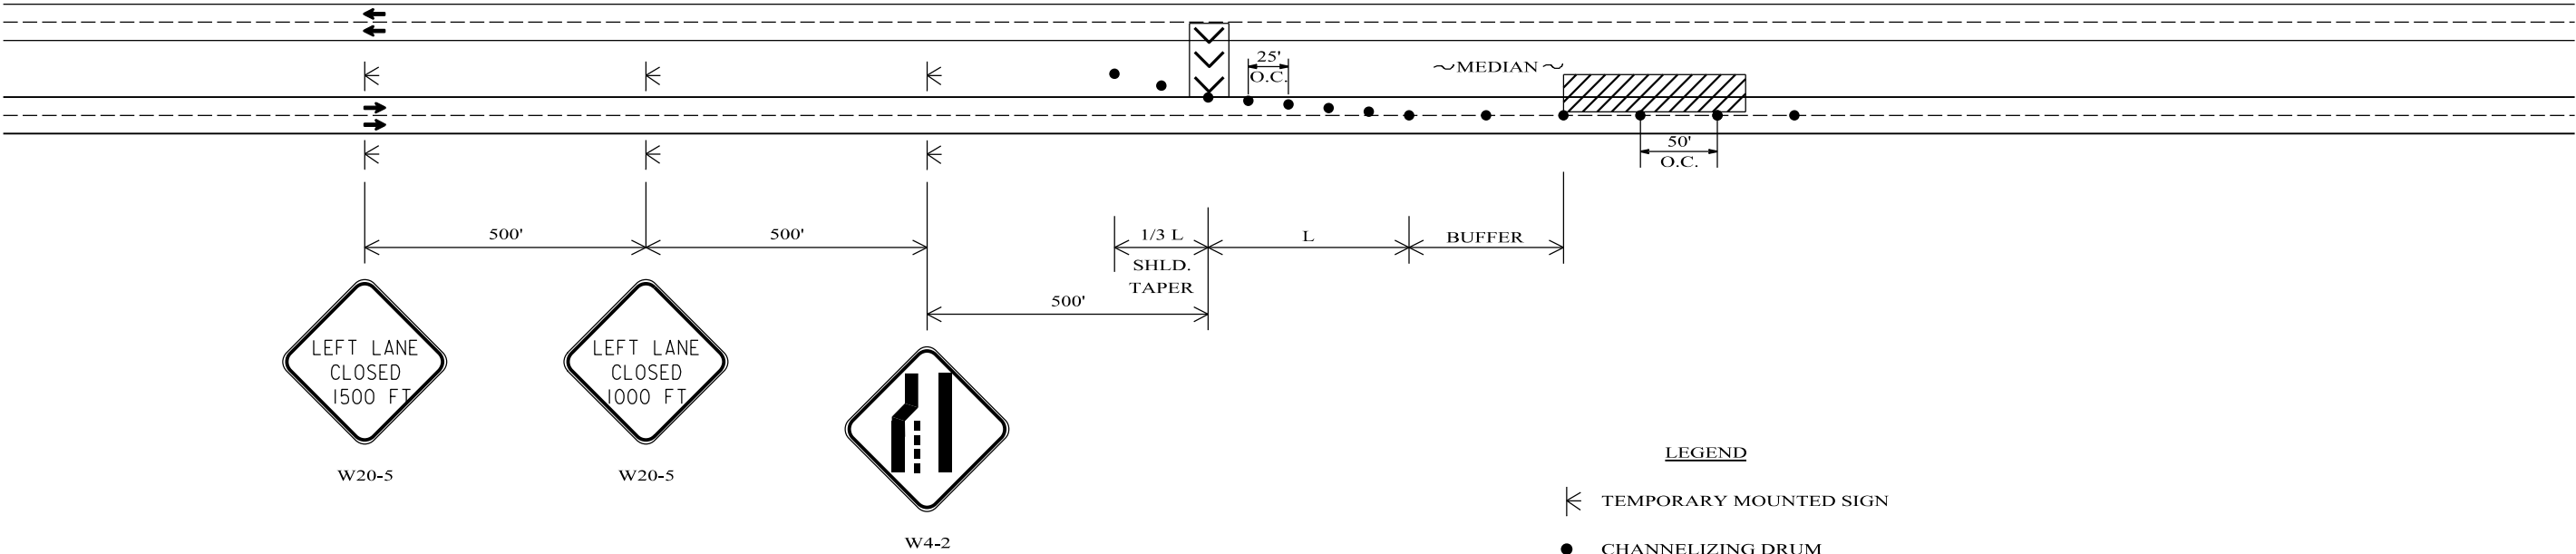 25'
O.C.
~MEDIAN~
50'
O.C.
500'
500'
1/3 L
L
BUFFER
SHLD.
TAPER
500'
LEFT LANE
CLOSED
1500 FT
LEFT LANE
CLOSED
1000 FT
W20-5
W20-5
W4-2
LEGEND
TEMPORARY MOUNTED SIGN
CHANNELIZING DRUM